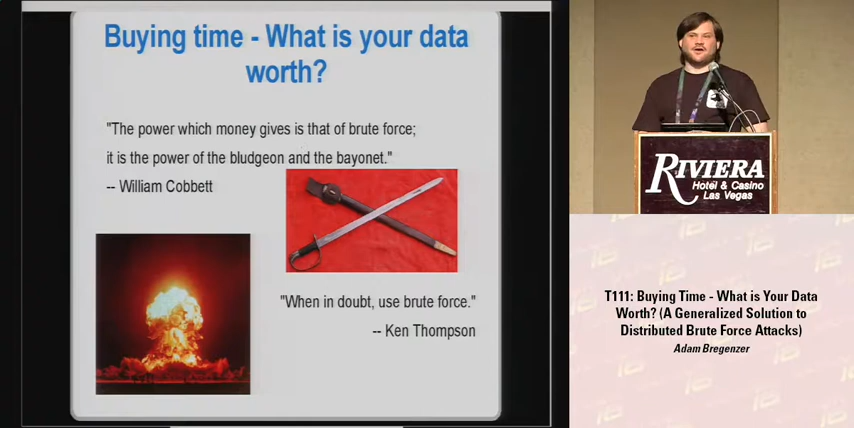 Buying time - What is your data
worth?
"The power which money gives is that of brute force;
it is the power of the bludgeon and the bayonet."
-- William Cobbett
"When in doubt, use brute force."
-- Ken Thompson
RIVIERA
Hotel & Casino
Las Vegas
T111: Buying Time - What is Your Data
Worth? (A Generalized Solution to
Distributed Brute Force Attacks)
Adam Bregenzer